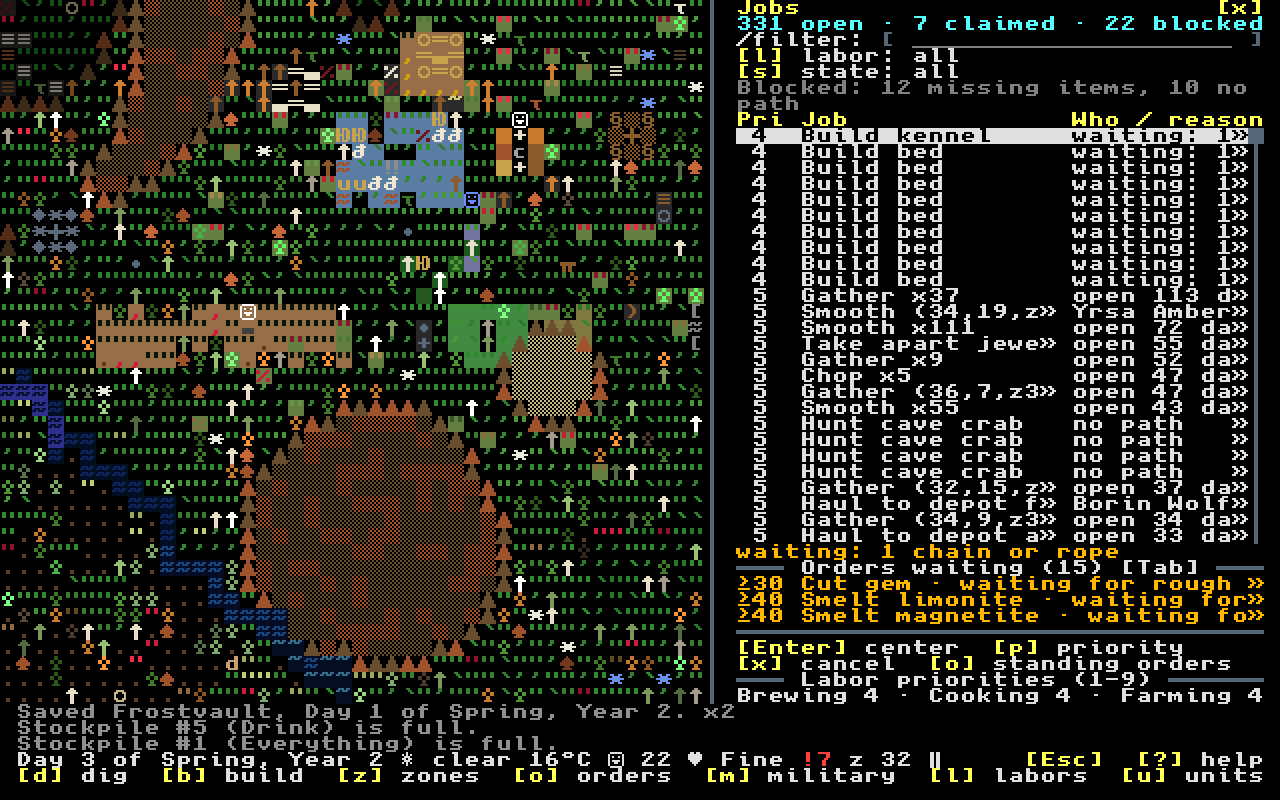 Jobs [x]
331 open · 7 claimed · 22 blocked
/filter: [ ]
[l] labor: all
[s] state: all
Blocked: 12 missing items, 10 no
path
Pri Job Who / reason
4 Build kennel waiting: 1»
4 Build bed waiting: 1»
4 Build bed waiting: 1»
4 Build bed waiting: 1»
4 Build bed waiting: 1»
4 Build bed waiting: 1»
4 Build bed waiting: 1»
4 Build bed waiting: 1»
4 Build bed waiting: 1»
4 Build bed waiting: 1»
5 Gather x37 open 113 d»
5 Smooth (34,19,z» Yrsa Amber»
5 Smooth x111 open 72 da»
5 Take apart jewe» open 55 da»
5 Gather x9 open 52 da»
5 Chop x5 open 47 da»
5 Gather (36,7,z3» open 47 da»
5 Smooth x55 open 43 da»
5 Hunt cave crab no path »
5 Hunt cave crab no path »
5 Hunt cave crab no path »
5 Hunt cave crab no path »
5 Gather (32,15,z» open 37 da»
5 Haul to depot f» Borin Wolf»
5 Gather (34,9,z3» open 34 da»
5 Haul to depot a» open 33 da»
waiting: 1 chain or rope
Orders waiting (15) [Tab]
≥30 Cut gem · waiting for rough »
≥40 Smelt limonite · waiting for»
≥40 Smelt magnetite · waiting fo»
[Enter] center [p] priority
[x] cancel [o] standing orders
Labor priorities (1-9)
Brewing 4 · Cooking 4 · Farming 4
Saved Frostvault, Day 1 of Spring, Year 2. x2
Stockpile #5 (Drink) is full.
Stockpile #1 (Everything) is full.
Day 3 of Spring, Year 2 * clear 16°C ☺ 22 ♥ Fine !7 z 32 ‖ [Esc] [?] help
[d] dig [b] build [z] zones [o] orders [m] military [l] labors [u] units